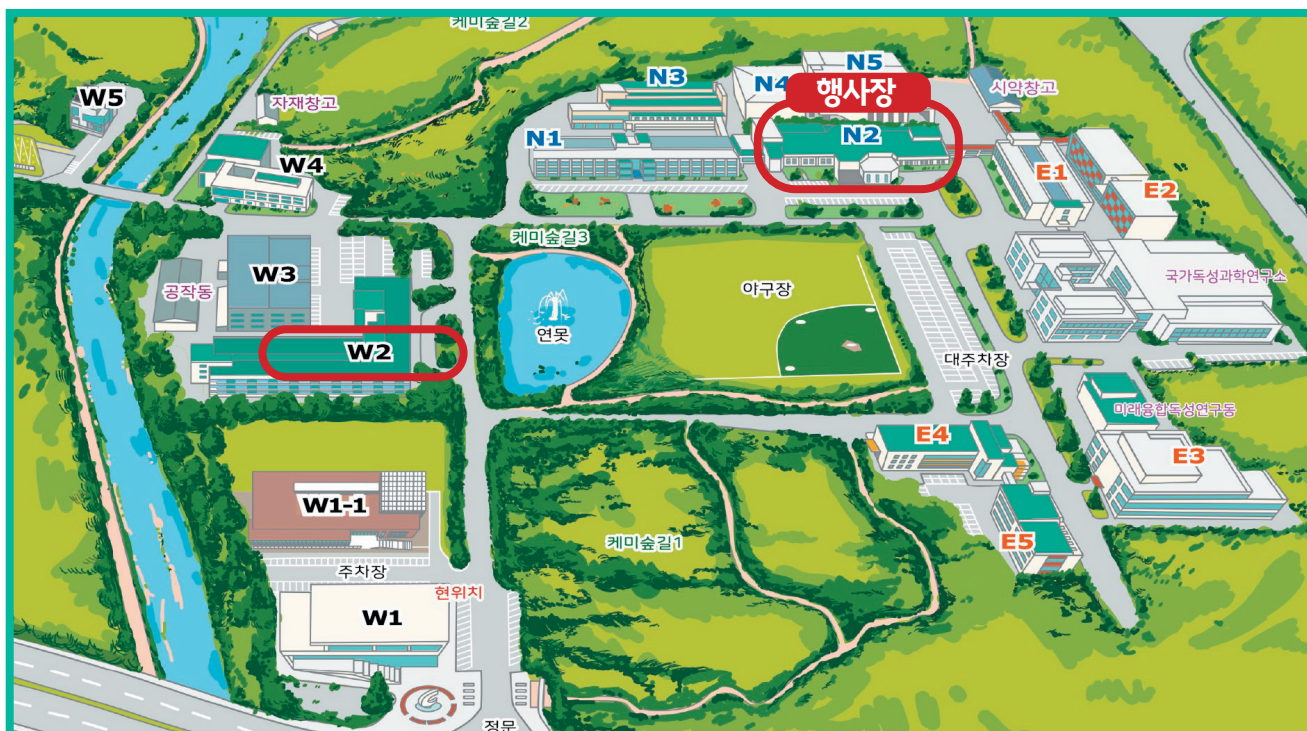 케미숲길2
W5
자재창고
W4
N3
N4
N5
행사장
N1
N2
시약창고
E1
E2
케미숲길3
W3
공작동
연못
야구장
국가독성과학연구소
W2
대주차장
미래융합독성연구동
E4
E3
W1-1
케미숲길1
E5
주차장
현위치
W1
정문